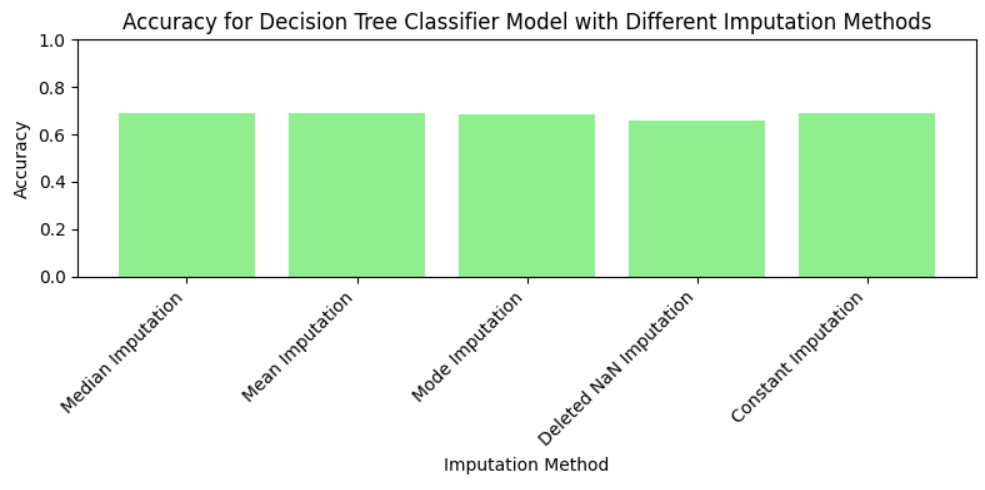 Accuracy for Decision Tree Classifier Model with Different Imputation Methods
1.0
0.8
0.6
0.4
0.2
0.0
Accuracy
Median Imputation
Mean Imputation
Mode Imputation
Deleted NaN Imputation
Constant Imputation
Imputation Method